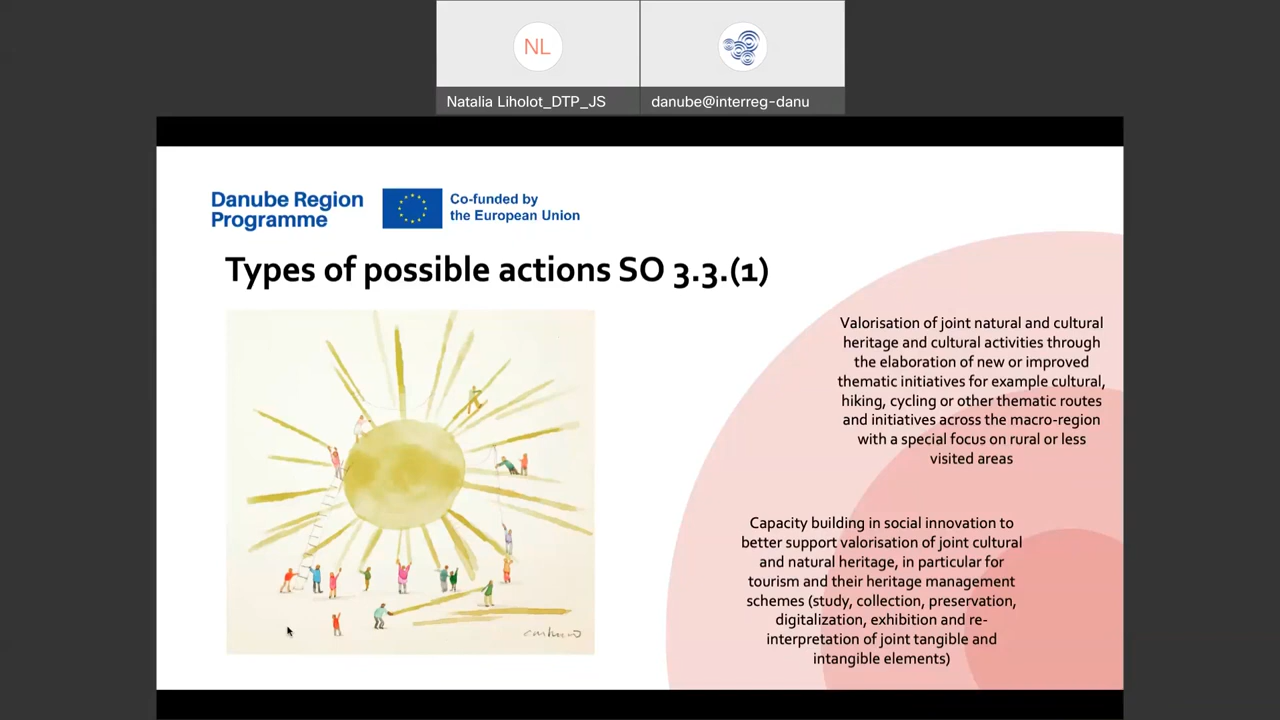 NL
Natalia Liholot_DTP_JS
danube@interreg-danu
Danube Region
Programme
Co-funded by
the European Union
Types of possible actions SO 3.3.(1)
Valorisation of joint natural and cultural
heritage and cultural activities through
the elaboration of new or improved
thematic initiatives for example cultural,
hiking, cycling or other thematic routes
and initiatives across the macro-region
with a special focus on rural or less
visited areas
Capacity building in social innovation to
better support valorisation of joint cultural
and natural heritage, in particular for
tourism and their heritage management
schemes (study, collection, preservation,
digitalization, exhibition and re-
interpretation of joint tangible and
intangible elements)